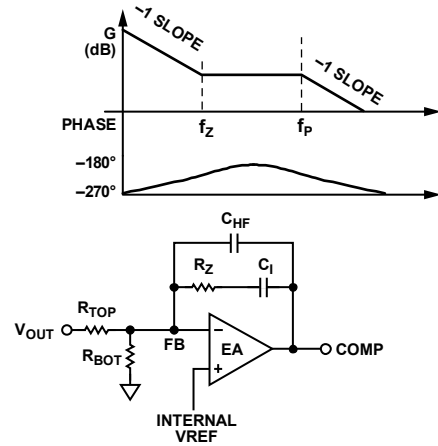 –1 SLOPE
G
(dB)
–1 SLOPE
PHASE
fZ
fP
–180°
–270°
CHF
RZ
CI
RTOP
VOUT
RBOT
FB
–
EA
+
COMP
INTERNAL
VREF